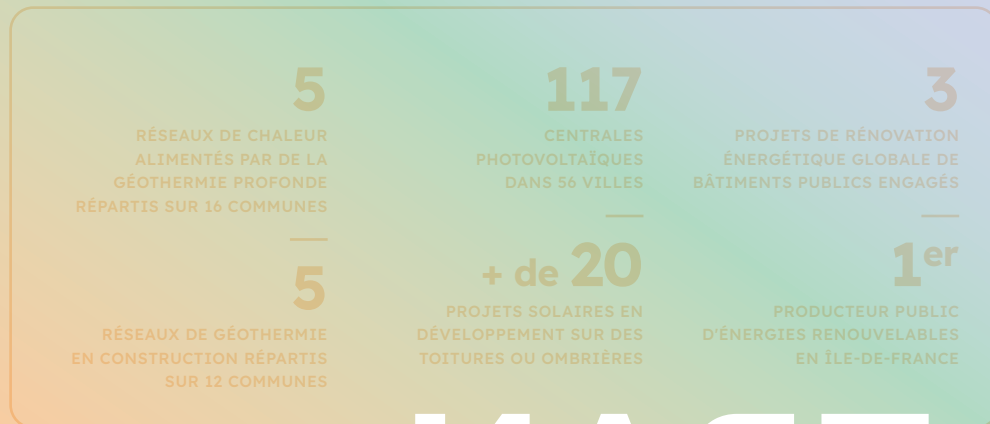 5
RÉSEAUX DE CHALEUR
ALIMENTÉS PAR DE LA
GÉOTHERMIE PROFONDE
RÉPARTIS SUR 16 COMMUNES
5
RÉSEAUX DE GÉOTHERMIE
EN CONSTRUCTION RÉPARTIS
SUR 12 COMMUNES
117
CENTRALES
PHOTOVOLTAÏQUES
DANS 56 VILLES
+ de 20
PROJETS SOLAIRES EN
DÉVELOPPEMENT SUR DES
TOITURES OU OMBRIÈRES
3
PROJETS DE RÉNOVATION
ÉNERGÉTIQUE GLOBALE DE
BÂTIMENTS PUBLICS ENGAGÉS
1er
PRODUCTEUR PUBLIC
D'ÉNERGIES RENOUVELABLES
EN ÎLE-DE-FRANCE